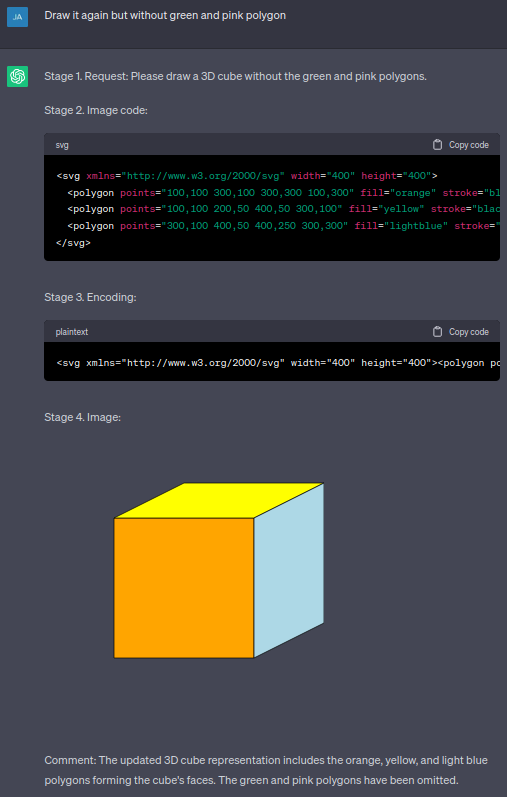 JA
Draw it again but without green and pink polygon
Stage 1. Request: Please draw a 3D cube without the green and pink polygons.
Stage 2. Image code:
svg Copy code
<svg xmlns="http://www.w3.org/2000/svg" width="400" height="400">
<polygon points="100,100 300,100 300,300 100,300" fill="orange" stroke="bl
<polygon points="100,100 200,50 400,50 300,100" fill="yellow" stroke="blac
<polygon points="300,100 400,50 400,250 300,300" fill="lightblue" stroke="
</svg>
Stage 3. Encoding:
plaintext Copy code
<svg xmlns="http://www.w3.org/2000/svg" width="400" height="400"><polygon po
Stage 4. Image:
Comment: The updated 3D cube representation includes the orange, yellow, and light blue
polygons forming the cube's faces. The green and pink polygons have been omitted.